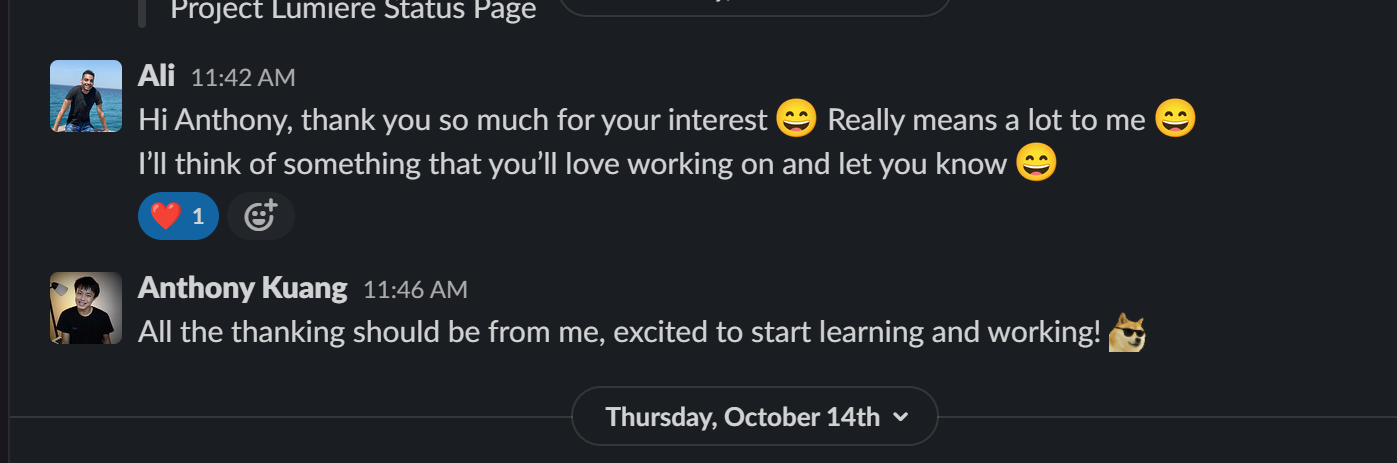 Project Lumiere Status Page
Ali 11:42 AM
Hi Anthony, thank you so much for your interest 😄 Really means a lot to me 😄
I’ll think of something that you’ll love working on and let you know 😄
❤️ 1
Anthony Kuang 11:46 AM
All the thanking should be from me, excited to start learning and working!
Thursday, October 14th